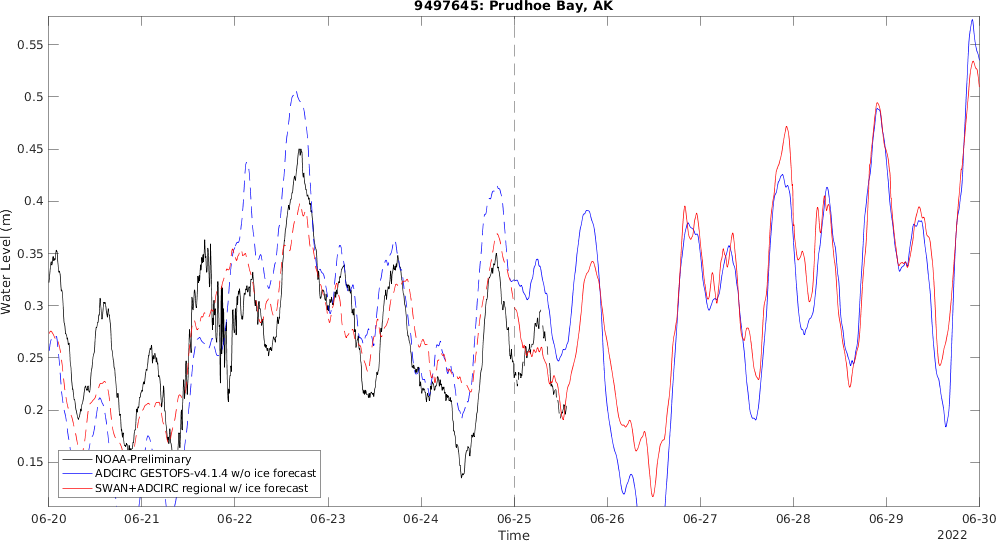 9497645: Prudhoe Bay, AK
Water Level (m)
0.55
0.5
0.45
0.4
0.35
0.3
0.25
0.2
0.15
NOAA-Preliminary
ADCIRC GESTOFS-v4.1.4 w/o ice forecast
SWAN+ADCIRC regional w/ ice forecast
06-20 06-21 06-22 06-23 06-24 06-25 06-26 06-27 06-28 06-29 06-30
Time
2022